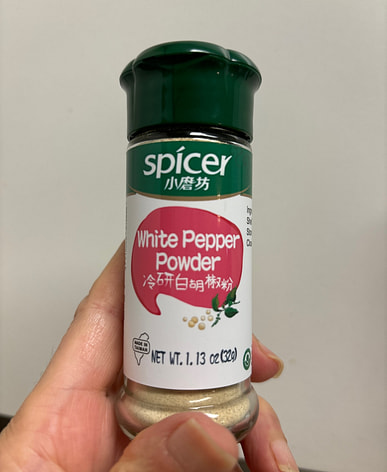 spicer
小磨坊
White Pepper
Powder
冷研白胡椒粉
MADE IN
TAIWAN
NET WT. 1.13 oz (32g)